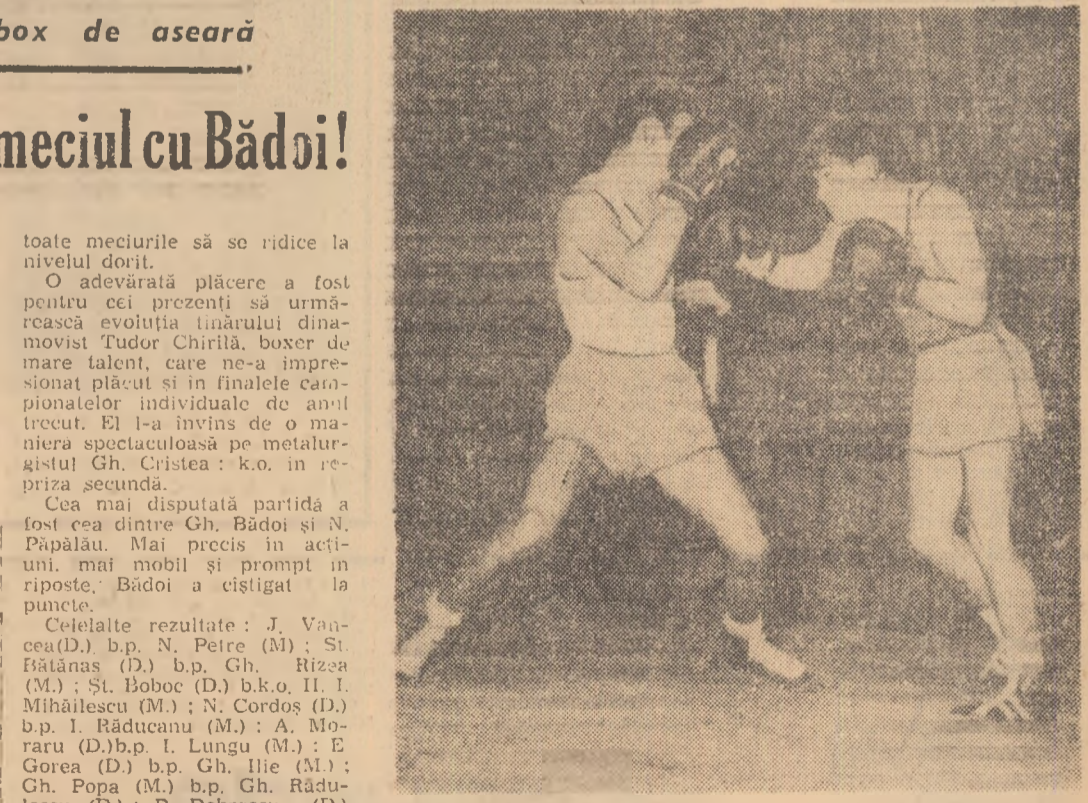 box de aseară
meciul cu Bădoi!
toate meciurile să se ridice la
nivelul dorit.
O adevărată plăcere a fost
pentru cei prezenți să urmă-
rească evoluția tînărului dina-
movist Tudor Chirilă, boxer de
mare talent, care ne-a impre-
sionat plăcut și în finalele cam-
pionatelor individuale de anul
trecut. El l-a învins de o ma-
nieră spectaculoasă pe metalur-
gistul Gh. Cristea : k.o. în re-
priza secundă.
Cea mai disputată partidă a
fost cea dintre Gh. Bădoi și N.
Păpălău. Mai precis în acți-
uni, mai mobil și prompt în
riposte, Bădoi a cîștigat la
puncte.
Celelalte rezultate : J. Van-
cea(D.) b.p. N. Petre (M) ; St.
Bătănaș (D.) b.p. Gh. Rizea
(M.) ; Șt. Boboc (D.) b.k.o. II. I.
Mihăilescu (M.) ; N. Cordoș (D.)
b.p. I. Răducanu (M.) ; A. Mo-
raru (D.)b.p. I. Lungu (M.) : E
Gorea (D.) b.p. Gh. Ilie (M.) ;
Gh. Popa (M.) b.p. Gh. Rădu-